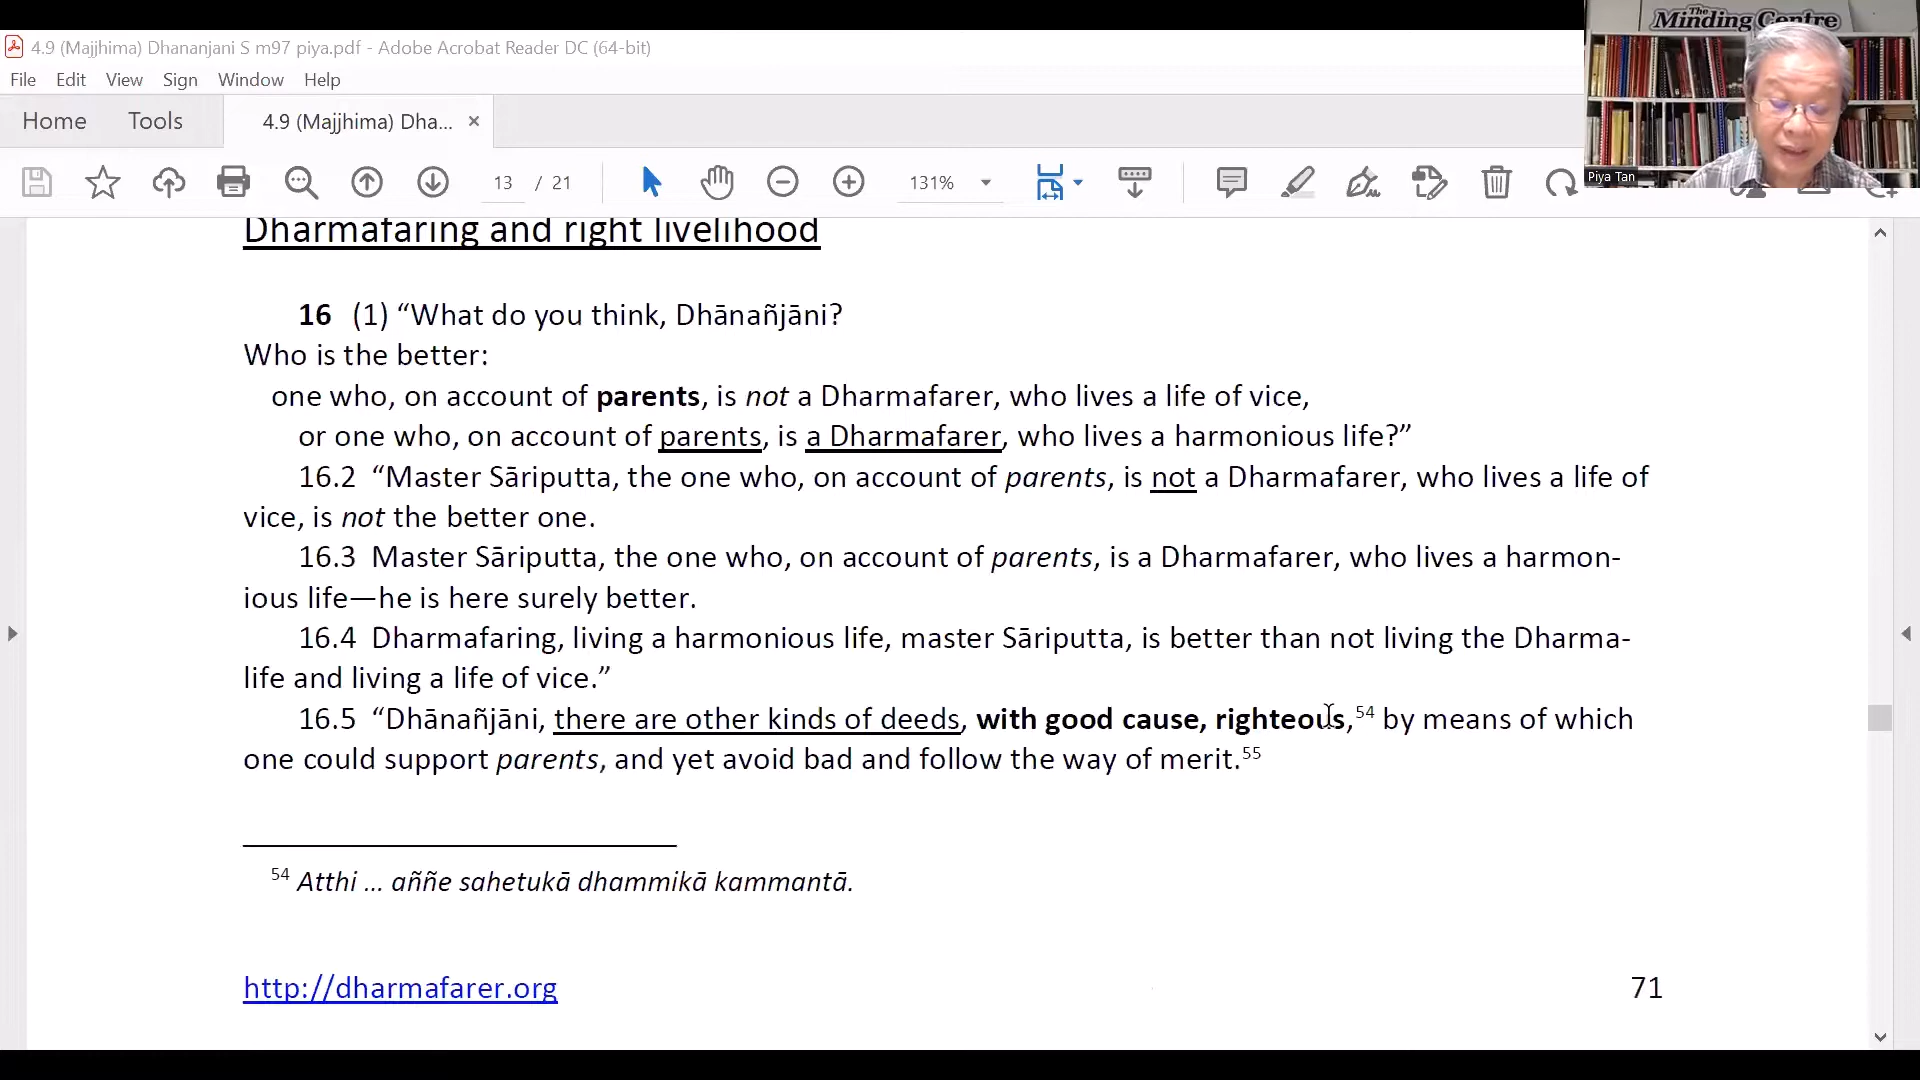 The
Minding Centre
4.9 (Majjhima) Dhananjani S m97 piya.pdf - Adobe Acrobat Reader DC (64-bit)
File Edit View Sign Window Help
Home Tools 4.9 (Majjhima) Dha... ×
13 / 21 131%
Piya Tan
Dharmafaring and right livelihood
16 (1) “What do you think, Dhānañjāni?
Who is the better:
one who, on account of parents, is not a Dharmafarer, who lives a life of vice,
or one who, on account of parents, is a Dharmafarer, who lives a harmonious life?”
16.2 “Master Sāriputta, the one who, on account of parents, is not a Dharmafarer, who lives a life of
vice, is not the better one.
16.3 Master Sāriputta, the one who, on account of parents, is a Dharmafarer, who lives a harmon-
ious life—he is here surely better.
16.4 Dharmafaring, living a harmonious life, master Sāriputta, is better than not living the Dharma-
life and living a life of vice.”
16.5 “Dhānañjāni, there are other kinds of deeds, with good cause, righteous,54 by means of which
one could support parents, and yet avoid bad and follow the way of merit.55
54 Atthi ... aññe sahetukā dhammikā kammantā.
http://dharmafarer.org 71